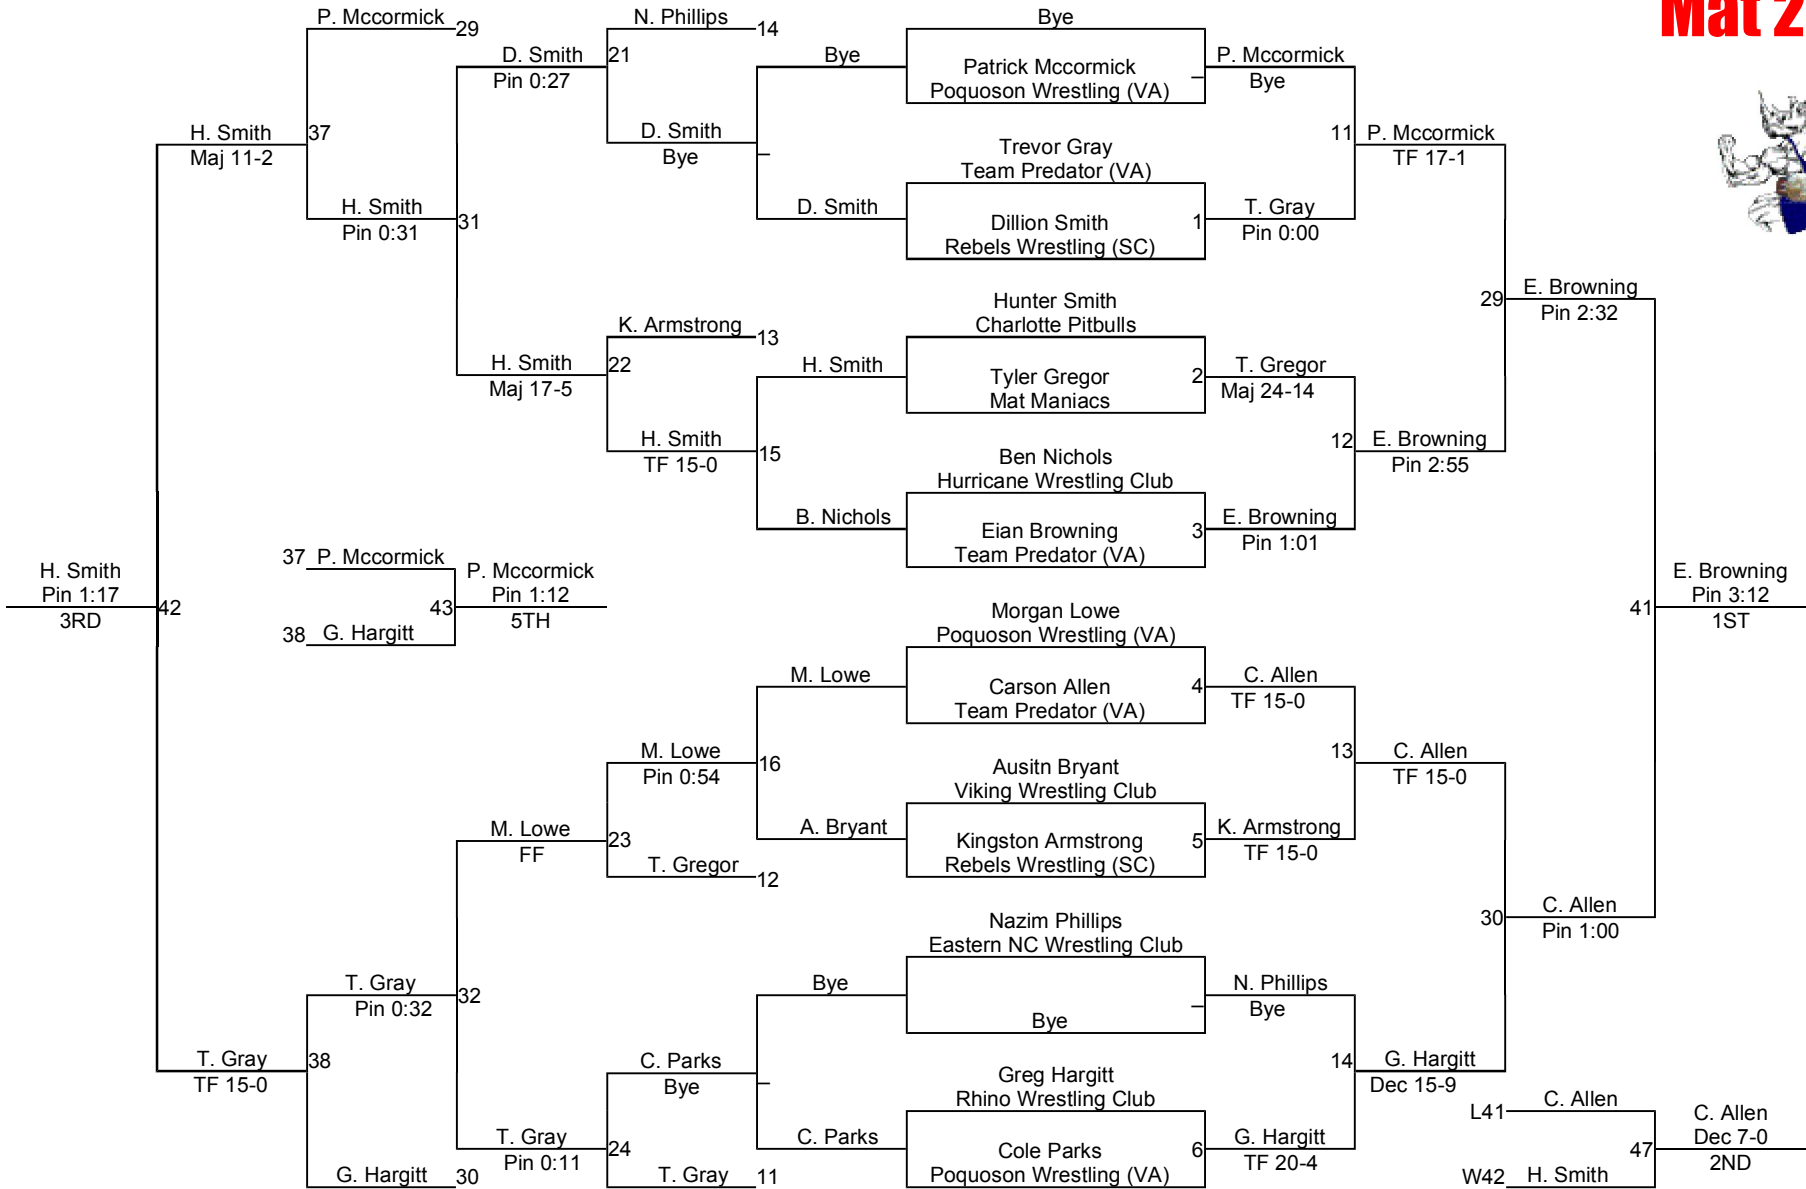 Mat 2
P. Mccormick
29
37
H. Smith
Maj 11-2
H. Smith
Pin 0:31
31
D. Smith
Pin 0:27
21
N. Phillips
14
D. Smith
Bye
Bye
D. Smith
H. Smith
Maj 17-5
22
K. Armstrong
13
H. Smith
TF 15-0
15
H. Smith
B. Nichols
H. Smith
Pin 1:17
3RD
42
37 P. Mccormick
38 G. Hargitt
43
P. Mccormick
Pin 1:12
5TH
M. Lowe
FF
23
M. Lowe
Pin 0:54
16
M. Lowe
A. Bryant
T. Gregor
12
T. Gray
Pin 0:32
32
38
T. Gray
TF 15-0
G. Hargitt
30
T. Gray
Pin 0:11
24
C. Parks
Bye
Bye
C. Parks
T. Gray
11
Bye
Patrick Mccormick
Poquoson Wrestling (VA)
Trevor Gray
Team Predator (VA)
Dillion Smith
1
Rebels Wrestling (SC)
Hunter Smith
Charlotte Pitbulls
Tyler Gregor
2
Mat Maniacs
Ben Nichols
Hurricane Wrestling Club
Eian Browning
3
Team Predator (VA)
Morgan Lowe
Poquoson Wrestling (VA)
Carson Allen
4
Team Predator (VA)
Ausitn Bryant
Viking Wrestling Club
Kingston Armstrong
5
Rebels Wrestling (SC)
Nazim Phillips
Eastern NC Wrestling Club
Bye
Greg Hargitt
Rhino Wrestling Club
Cole Parks
6
Poquoson Wrestling (VA)
P. Mccormick
Bye
11
P. Mccormick
TF 17-1
T. Gray
Pin 0:00
T. Gregor
Maj 24-14
12
E. Browning
Pin 2:55
E. Browning
Pin 1:01
29
E. Browning
Pin 2:32
C. Allen
TF 15-0
13
C. Allen
TF 15-0
K. Armstrong
TF 15-0
30
C. Allen
Pin 1:00
N. Phillips
Bye
14
G. Hargitt
Dec 15-9
G. Hargitt
TF 20-4
41
E. Browning
Pin 3:12
1ST
L41
C. Allen
W42
H. Smith
47
C. Allen
Dec 7-0
2ND